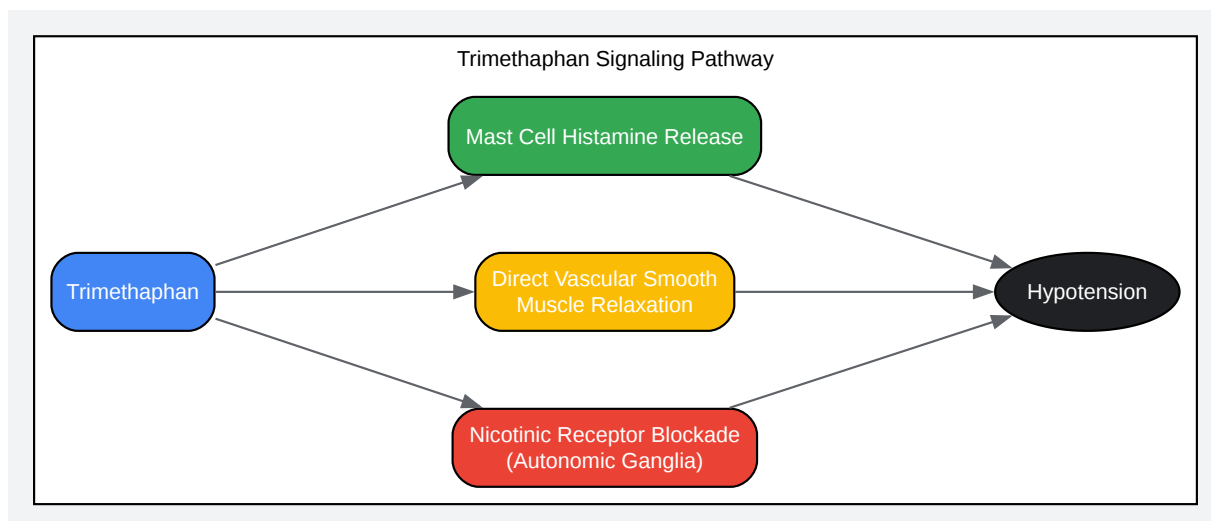 Trimethaphan Signaling Pathway
Mast Cell Histamine Release
Trimethaphan
Direct Vascular Smooth
Muscle Relaxation
Hypotension
Nicotinic Receptor Blockade
(Autonomic Ganglia)